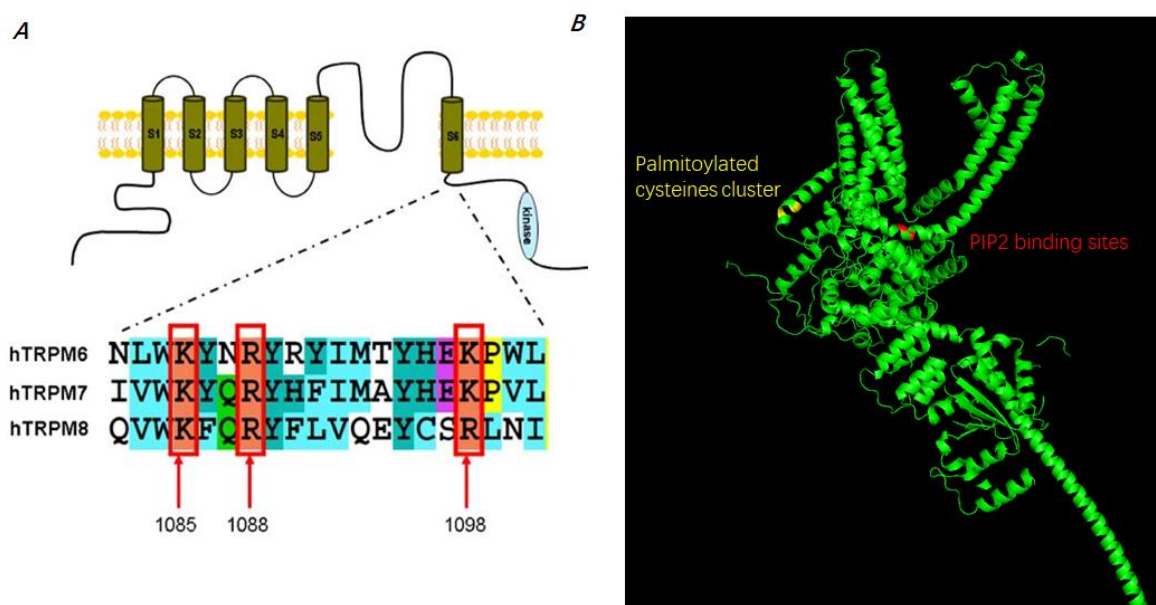 A
B
S1 S2 S3 S4 S5 S6
kinase
Palmitoylated
cysteines cluster
PIP2 binding sites
hTRPM6 NLWKYNRYRYIMTYHEKPWL
hTRPM7 IVWKYQRYHFIMAYHEKPVL
hTRPM8 QVWKFQRYFLVQEYCSRLNI
1085 1088 1098